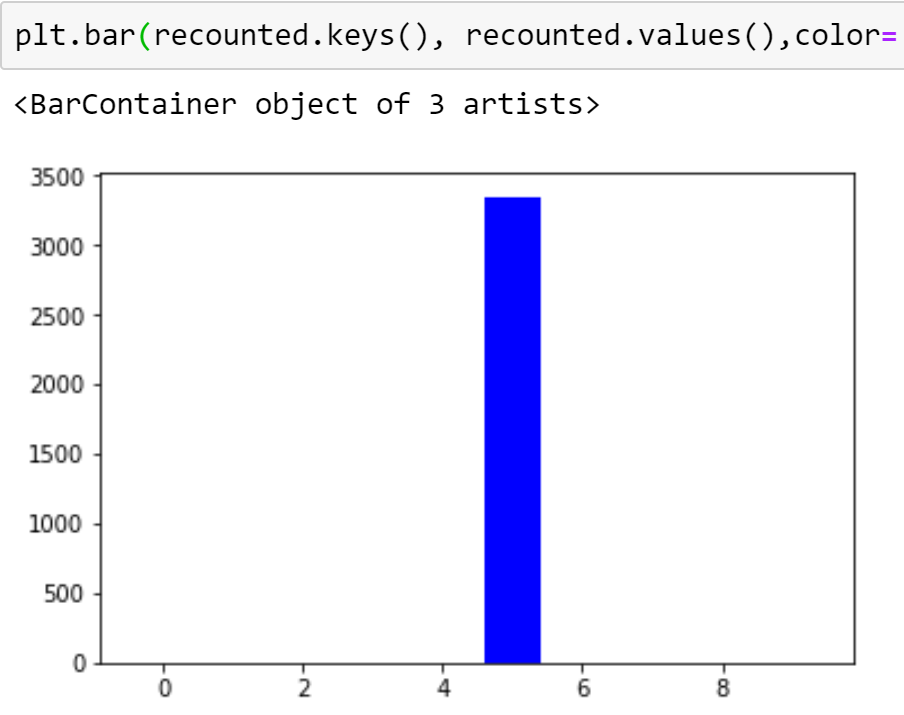 plt.bar(recounted.keys(), recounted.values(),color=
<BarContainer object of 3 artists>
3500
3000
2500
2000
1500
1000
500
0
0 2 4 6 8